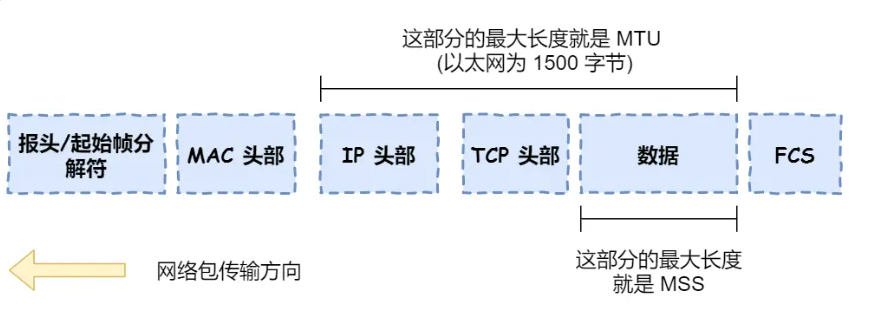 这部分的最大长度就是 MTU
(以太网为 1500 字节)
报头/起始帧分
解符
MAC 头部
IP 头部
TCP 头部
数据
FCS
网络包传输方向
这部分的最大长度
就是 MSS